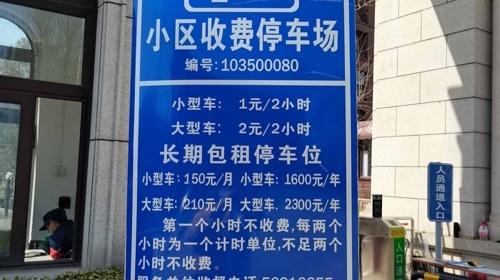 小区收费停车场
编号：103500080
小型车： 1元/2小时
大型车： 2元/2小时
长期包租停车位
小型车：150元/月 小型车：1600元/年
大型车：210元/月 大型车：2300元/年
第一个小时不收费，每两个
小时为一个计时单位，不足两个
小时不收费。
人员通道入口
入口